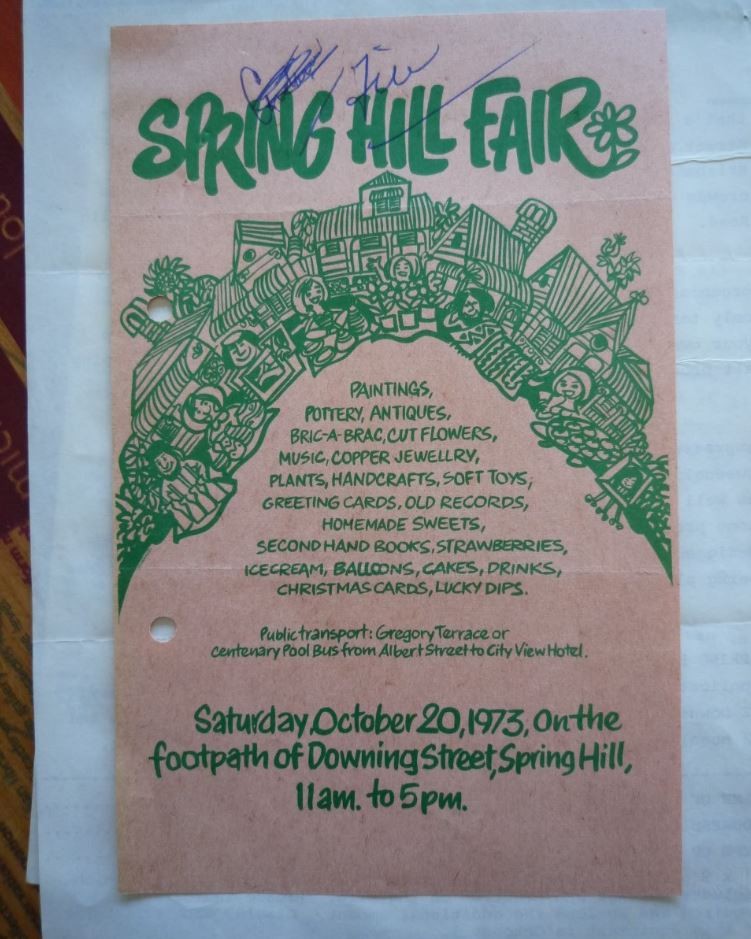 File
SPRING HILL FAIR
PAINTINGS,
POTTERY, ANTIQUES,
BRIC-A-BRAC, CUT FLOWERS,
MUSIC, COPPER JEWELLRY,
PLANTS, HANDCRAFTS, SOFT TOYS,
GREETING CARDS, OLD RECORDS,
HOMEMADE SWEETS,
SECOND HAND BOOKS, STRAWBERRIES,
ICECREAM, BALLOONS, CAKES, DRINKS,
CHRISTMAS CARDS, LUCKY DIPS.
Public transport: Gregory Terrace or
Centenary Pool Bus from Albert Street to City View Hotel.
Saturday, October 20, 1973, On the
footpath of Downing Street, Spring Hill,
11am. to 5pm.